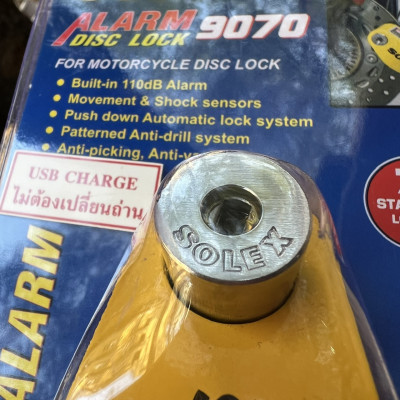 ALARM
DISC LOCK 9070
FOR MOTORCYCLE DISC LOCK
• Built-in 110dB Alarm
• Movement & Shock sensors
• Push down Automatic lock system
• Patterned Anti-drill system
• Anti-picking,
USB CHARGE
ไม่ต้องเปลี่ยนถ่าน
SOLEX
ALARM